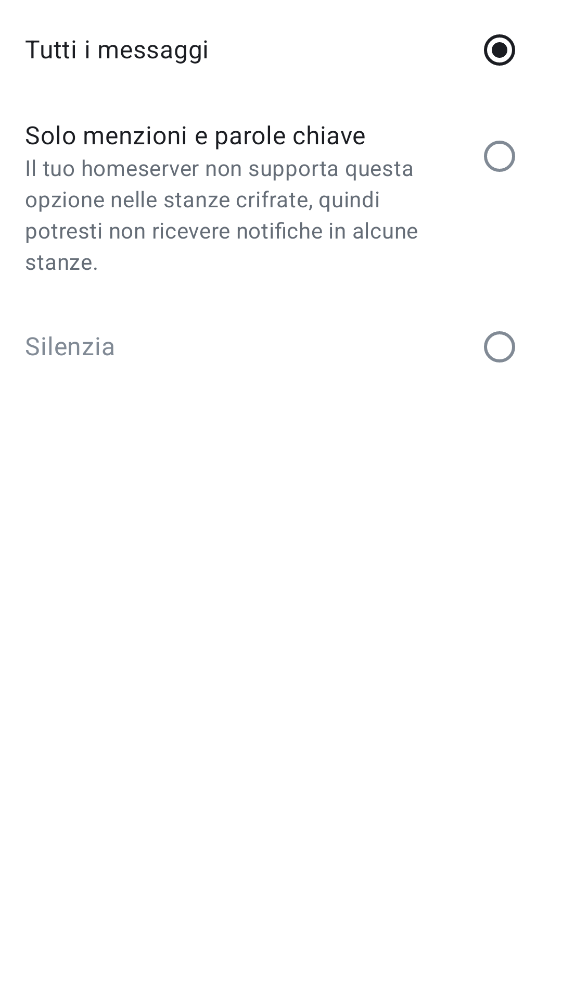 Tutti i messaggi
Solo menzioni e parole chiave
Il tuo homeserver non supporta questa
opzione nelle stanze crifrate, quindi
potresti non ricevere notifiche in alcune
stanze.
Silenzia